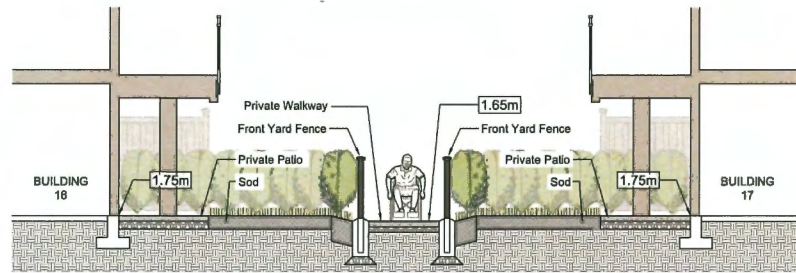 Private Walkway
1.65m
Front Yard Fence
Front Yard Fence
Private Patio
Private Patio
BUILDING
18
1.75m
Sod
Sod
1.75m
BUILDING
17